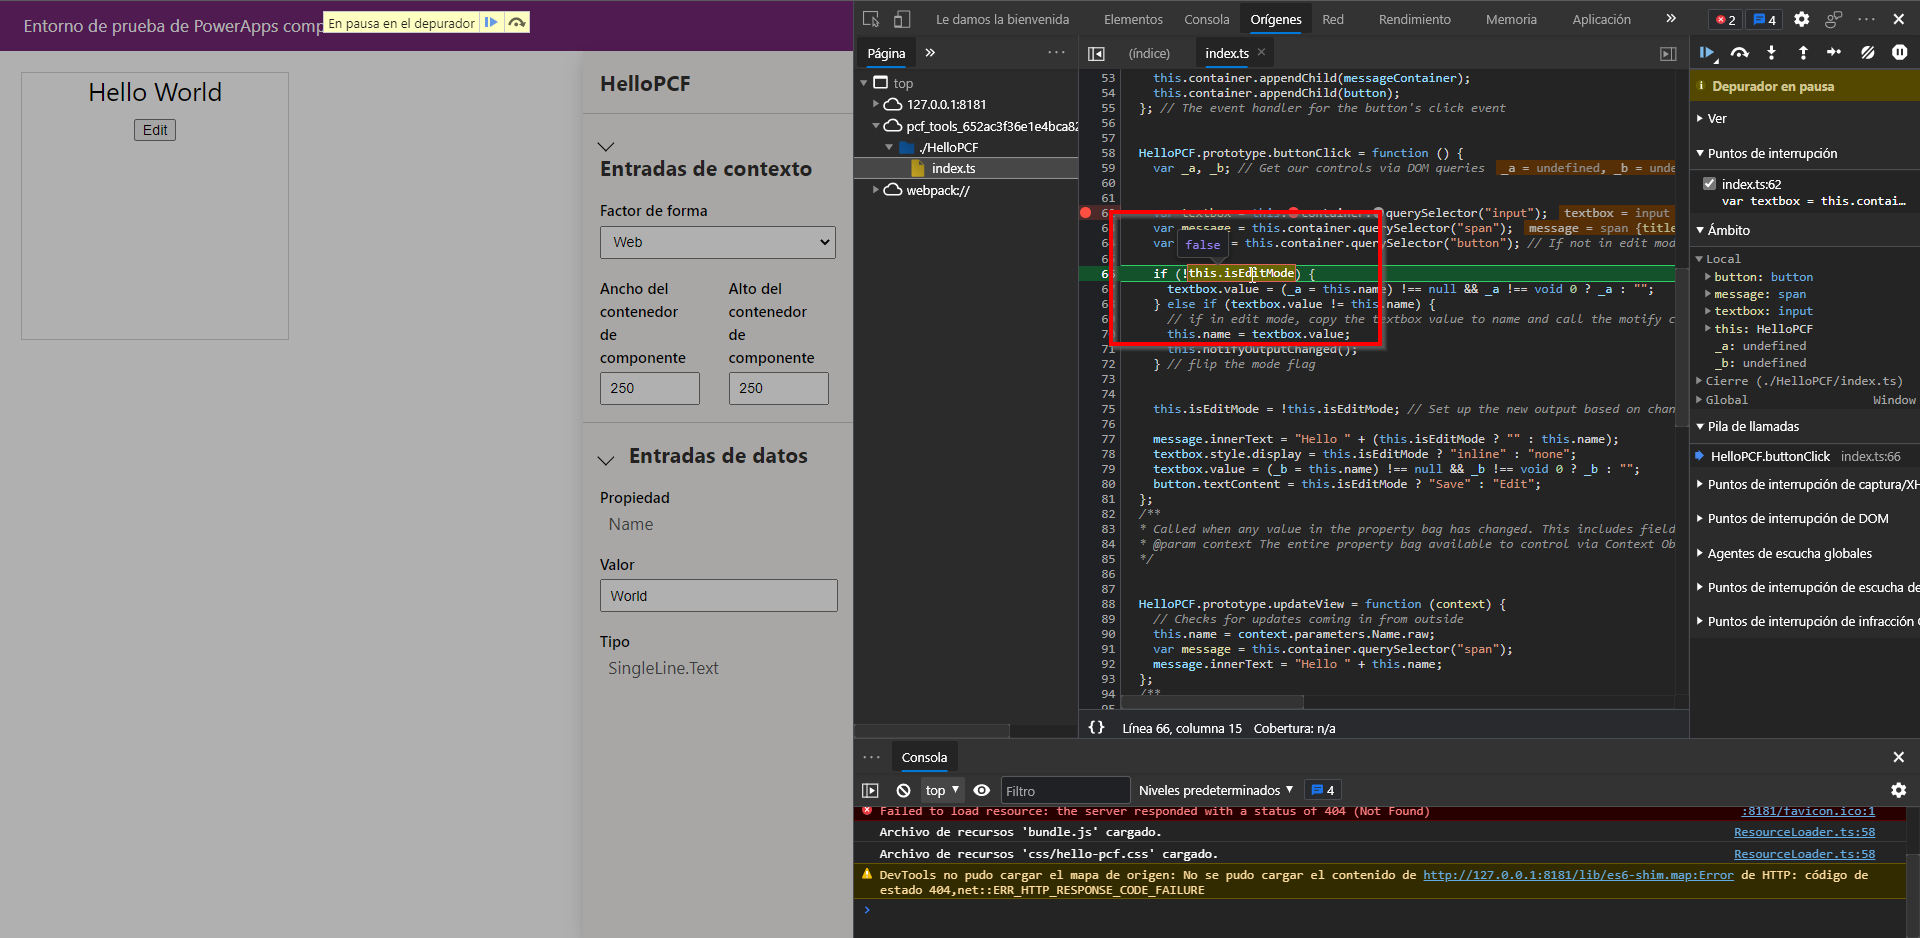 Entorno de prueba de PowerApps comp
En pausa en el depurador
Hello World
Edit
HelloPCF
Entradas de contexto
Factor de forma
Web
Ancho del contenedor de componente
Alto del contenedor de componente
250
250
Entradas de datos
Propiedad
Name
Valor
World
Tipo
SingleLine.Text
Le damos la bienvenida
Elementos
Consola
Orígenes
Red
Rendimiento
Memoria
Aplicación
»
2
4
Página
»
(índice)
index.ts
top
127.0.0.1:8181
pcf_tools_652ac3f36e1e4bca82
./HelloPCF
index.ts
webpack://
53 this.container.appendChild(messageContainer);
54 this.container.appendChild(button);
55 }; // The event handler for the button's click event
56
57
58 HelloPCF.prototype.buttonClick = function () {
59 var _a, _b; // Get our controls via DOM queries _a = undefined, _b = unde
60
61
var textbox = this.container.querySelector("input"); textbox = input
var message = this.container.querySelector("span"); message = span {title
var = this.container.querySelector("button"); // If not in edit mod
false
if (!this.isEditMode) {
textbox.value = (_a = this.name) !== null && _a !== void 0 ? _a : "";
} else if (textbox.value != this.name) {
// if in edit mode, copy the textbox value to name and call the notify c
this.name = textbox.value;
71 this.notifyOutputChanged();
72 } // flip the mode flag
73
74
75 this.isEditMode = !this.isEditMode; // Set up the new output based on chan
76
77 message.innerText = "Hello " + (this.isEditMode ? "" : this.name);
78 textbox.style.display = this.isEditMode ? "inline" : "none";
79 textbox.value = (_b = this.name) !== null && _b !== void 0 ? _b : "";
80 button.textContent = this.isEditMode ? "Save" : "Edit";
81 };
82 /**
83 * Called when any value in the property bag has changed. This includes field
84 * @param context The entire property bag available to control via Context Ob
85 */
86
87
88 HelloPCF.prototype.updateView = function (context) {
89 // Checks for updates coming in from outside
90 this.name = context.parameters.Name.raw;
91 var message = this.container.querySelector("span");
92 message.innerText = "Hello " + this.name;
93 };
94 /**
95
{} Línea 66, columna 15 Cobertura: n/a
Depurador en pausa
Ver
Puntos de interrupción
index.ts:62
var textbox = this.contai…
Ámbito
Local
button: button
message: span
textbox: input
this: HelloPCF
_a: undefined
_b: undefined
Cierre (./HelloPCF/index.ts)
Global Window
Pila de llamadas
HelloPCF.buttonClick index.ts:66
Puntos de interrupción de captura/XH
Puntos de interrupción de DOM
Agentes de escucha globales
Puntos de interrupción de escucha de
Puntos de interrupción de infracción
Consola
top
Filtro
Niveles predeterminados
4
Failed to load resource: the server responded with a status of 404 (Not Found) :8181/favicon.ico:1
Archivo de recursos 'bundle.js' cargado. ResourceLoader.ts:58
Archivo de recursos 'css/hello-pcf.css' cargado. ResourceLoader.ts:58
DevTools no pudo cargar el mapa de origen: No se pudo cargar el contenido de http://127.0.0.1:8181/lib/es6-shim.map:Error de HTTP: código de
estado 404,net::ERR_HTTP_RESPONSE_CODE_FAILURE